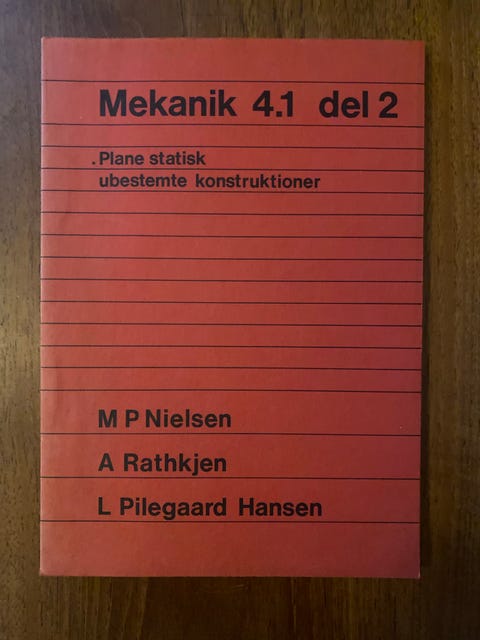 Mekanik 4.1 del 2
.Plane statisk
ubestemte konstruktioner
M P Nielsen
A Rathkjen
L Pilegaard Hansen